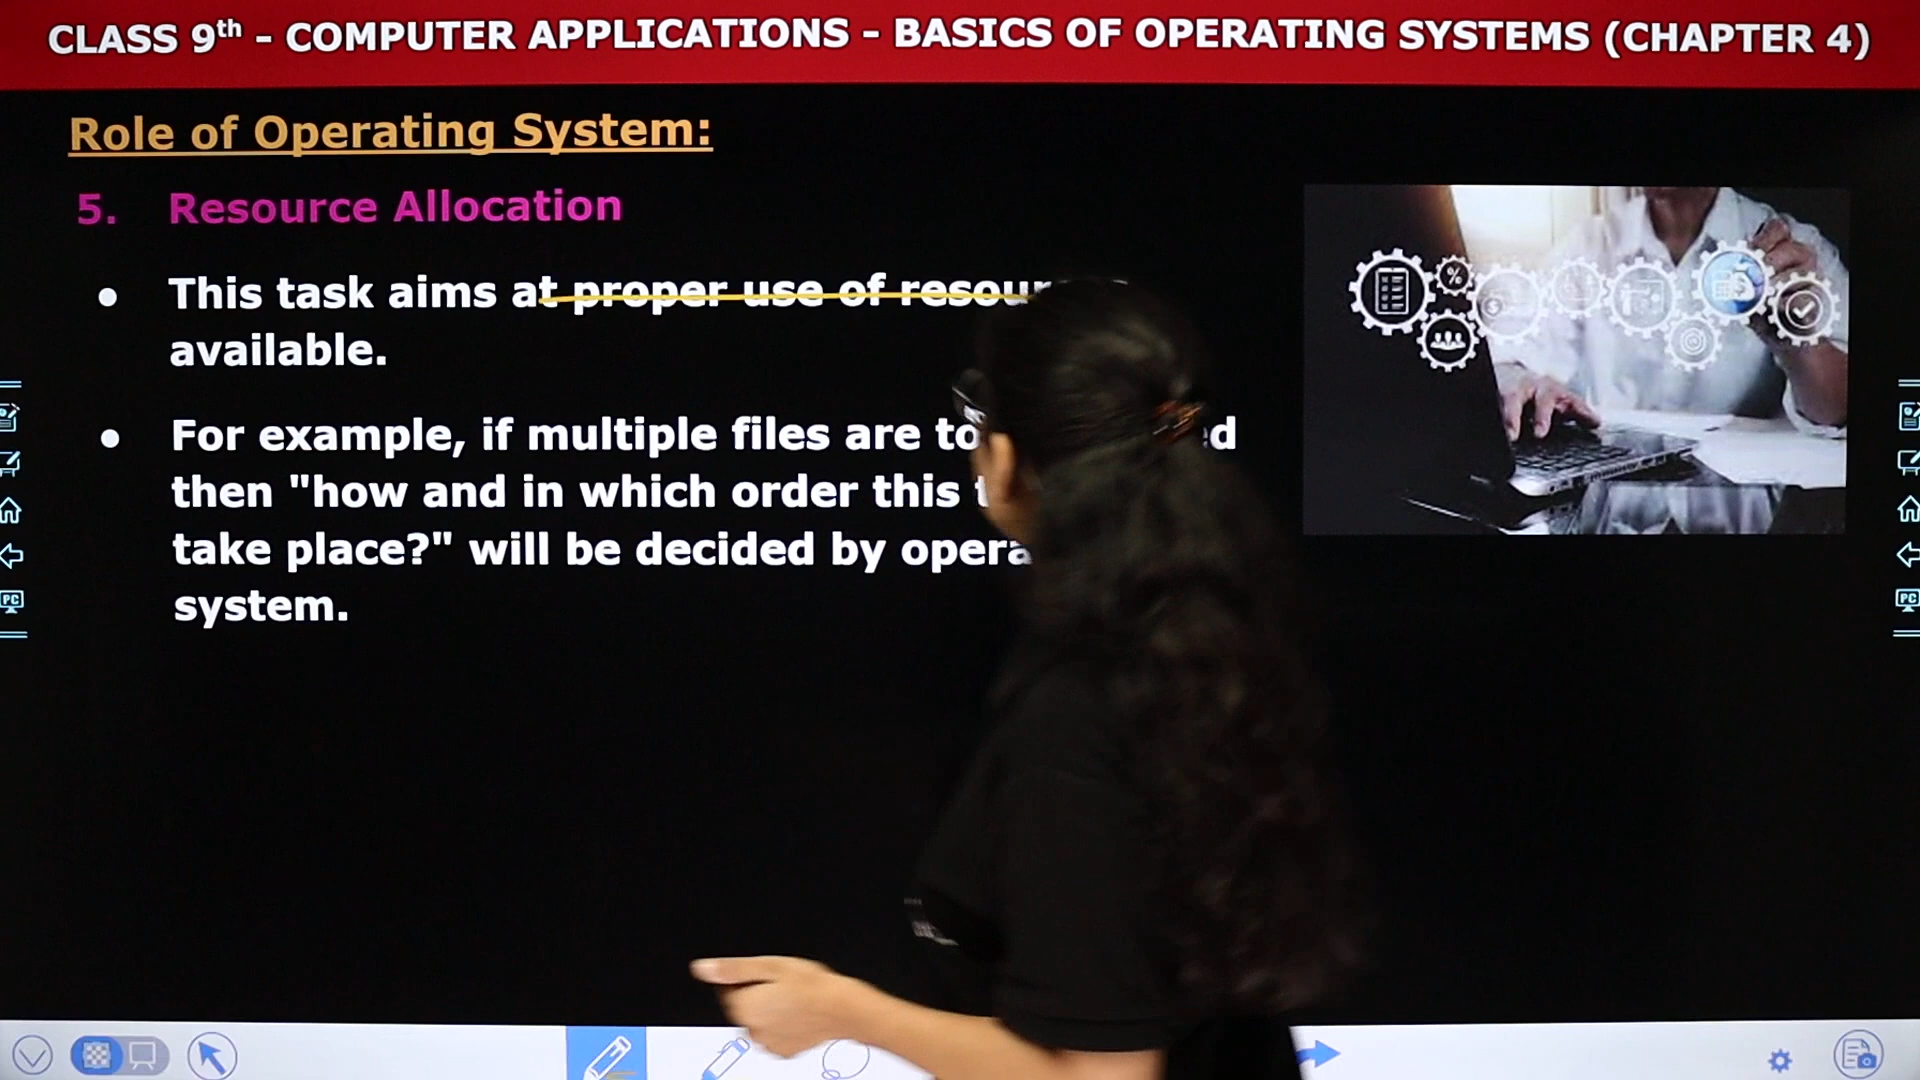 CLASS 9th - COMPUTER APPLICATIONS - BASICS OF OPERATING SYSTEMS (CHAPTER 4)
Role of Operating System:
5. Resource Allocation
• This task aims at proper use of
available.
• For example, if multiple files are to
then "how and in which order this
take place?" will be decided by
system.
%
PC
PC